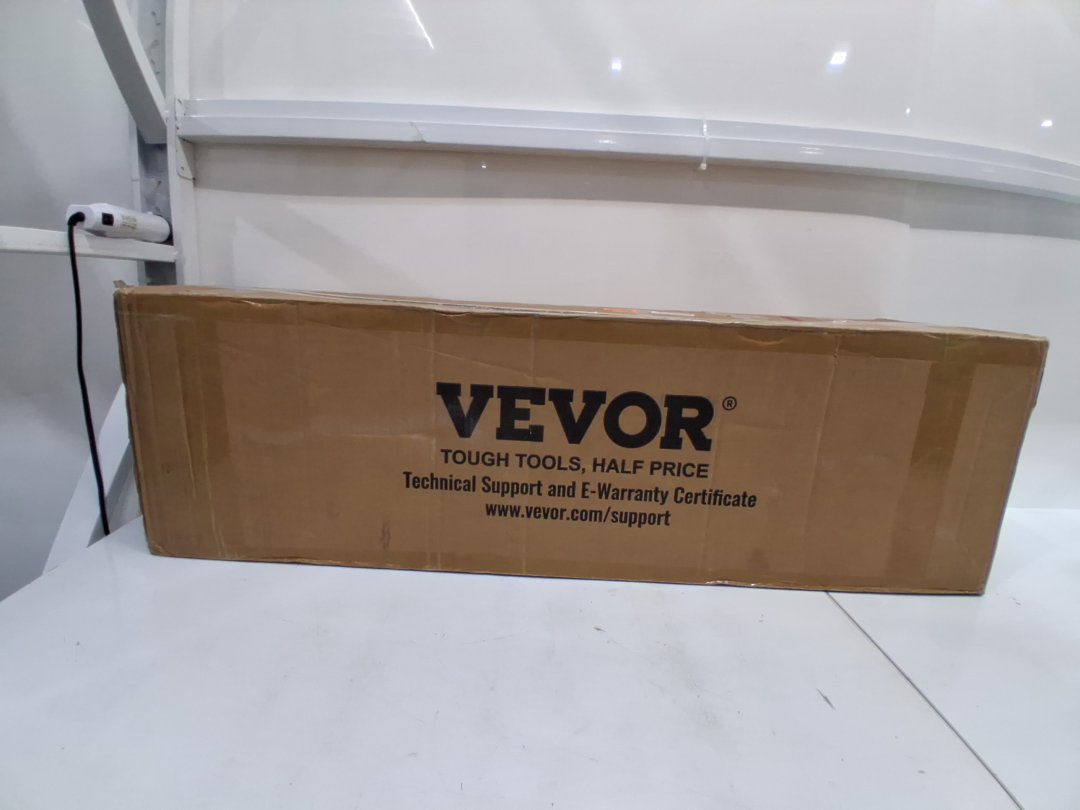 VEVOR®
TOUGH TOOLS, HALF PRICE
Technical Support and E-Warranty Certificate
www.vevor.com/support